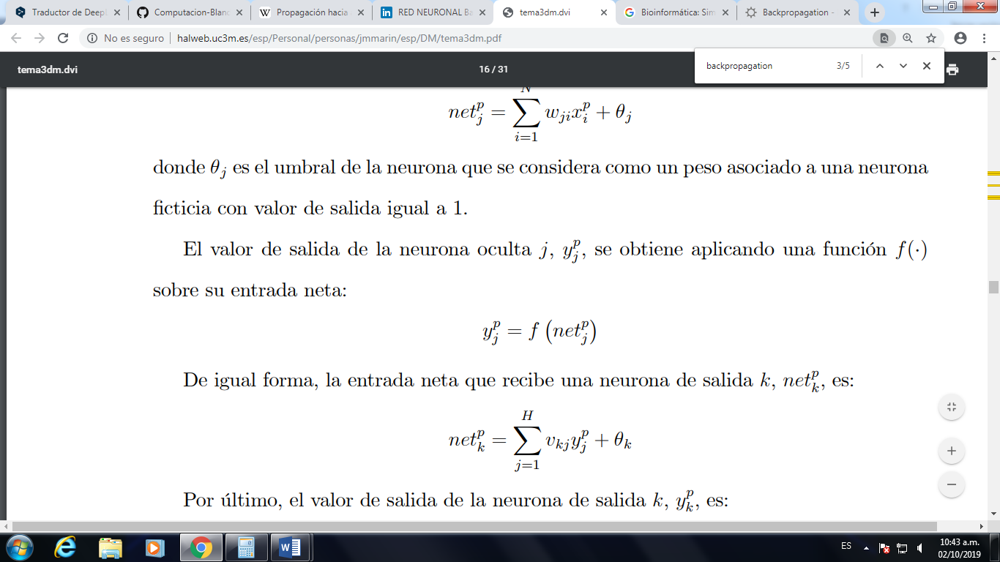 Traductor de Deepl
Computacion-Blanc
Propagación hacia
RED NEURONAL Ba
tema3dm.dvi
Bioinformática: Sim
Backpropagation -
No es seguro | halweb.uc3m.es/esp/Personal/personas/jmmarin/esp/DM/tema3dm.pdf
tema3dm.dvi
16 / 31
backpropagation 3/5
net_j^p = \sum_{i=1}^{N} w_{ji} x_i^p + θ_j
donde θ_j es el umbral de la neurona que se considera como un peso asociado a una neurona
ficticia con valor de salida igual a 1.
El valor de salida de la neurona oculta j, y_j^p, se obtiene aplicando una función f(·)
sobre su entrada neta:
y_j^p = f (net_j^p)
De igual forma, la entrada neta que recibe una neurona de salida k, net_k^p, es:
net_k^p = \sum_{j=1}^{H} v_{kj} y_j^p + θ_k
Por último, el valor de salida de la neurona de salida k, y_k^p, es:
ES
10:43 a.m.
02/10/2019